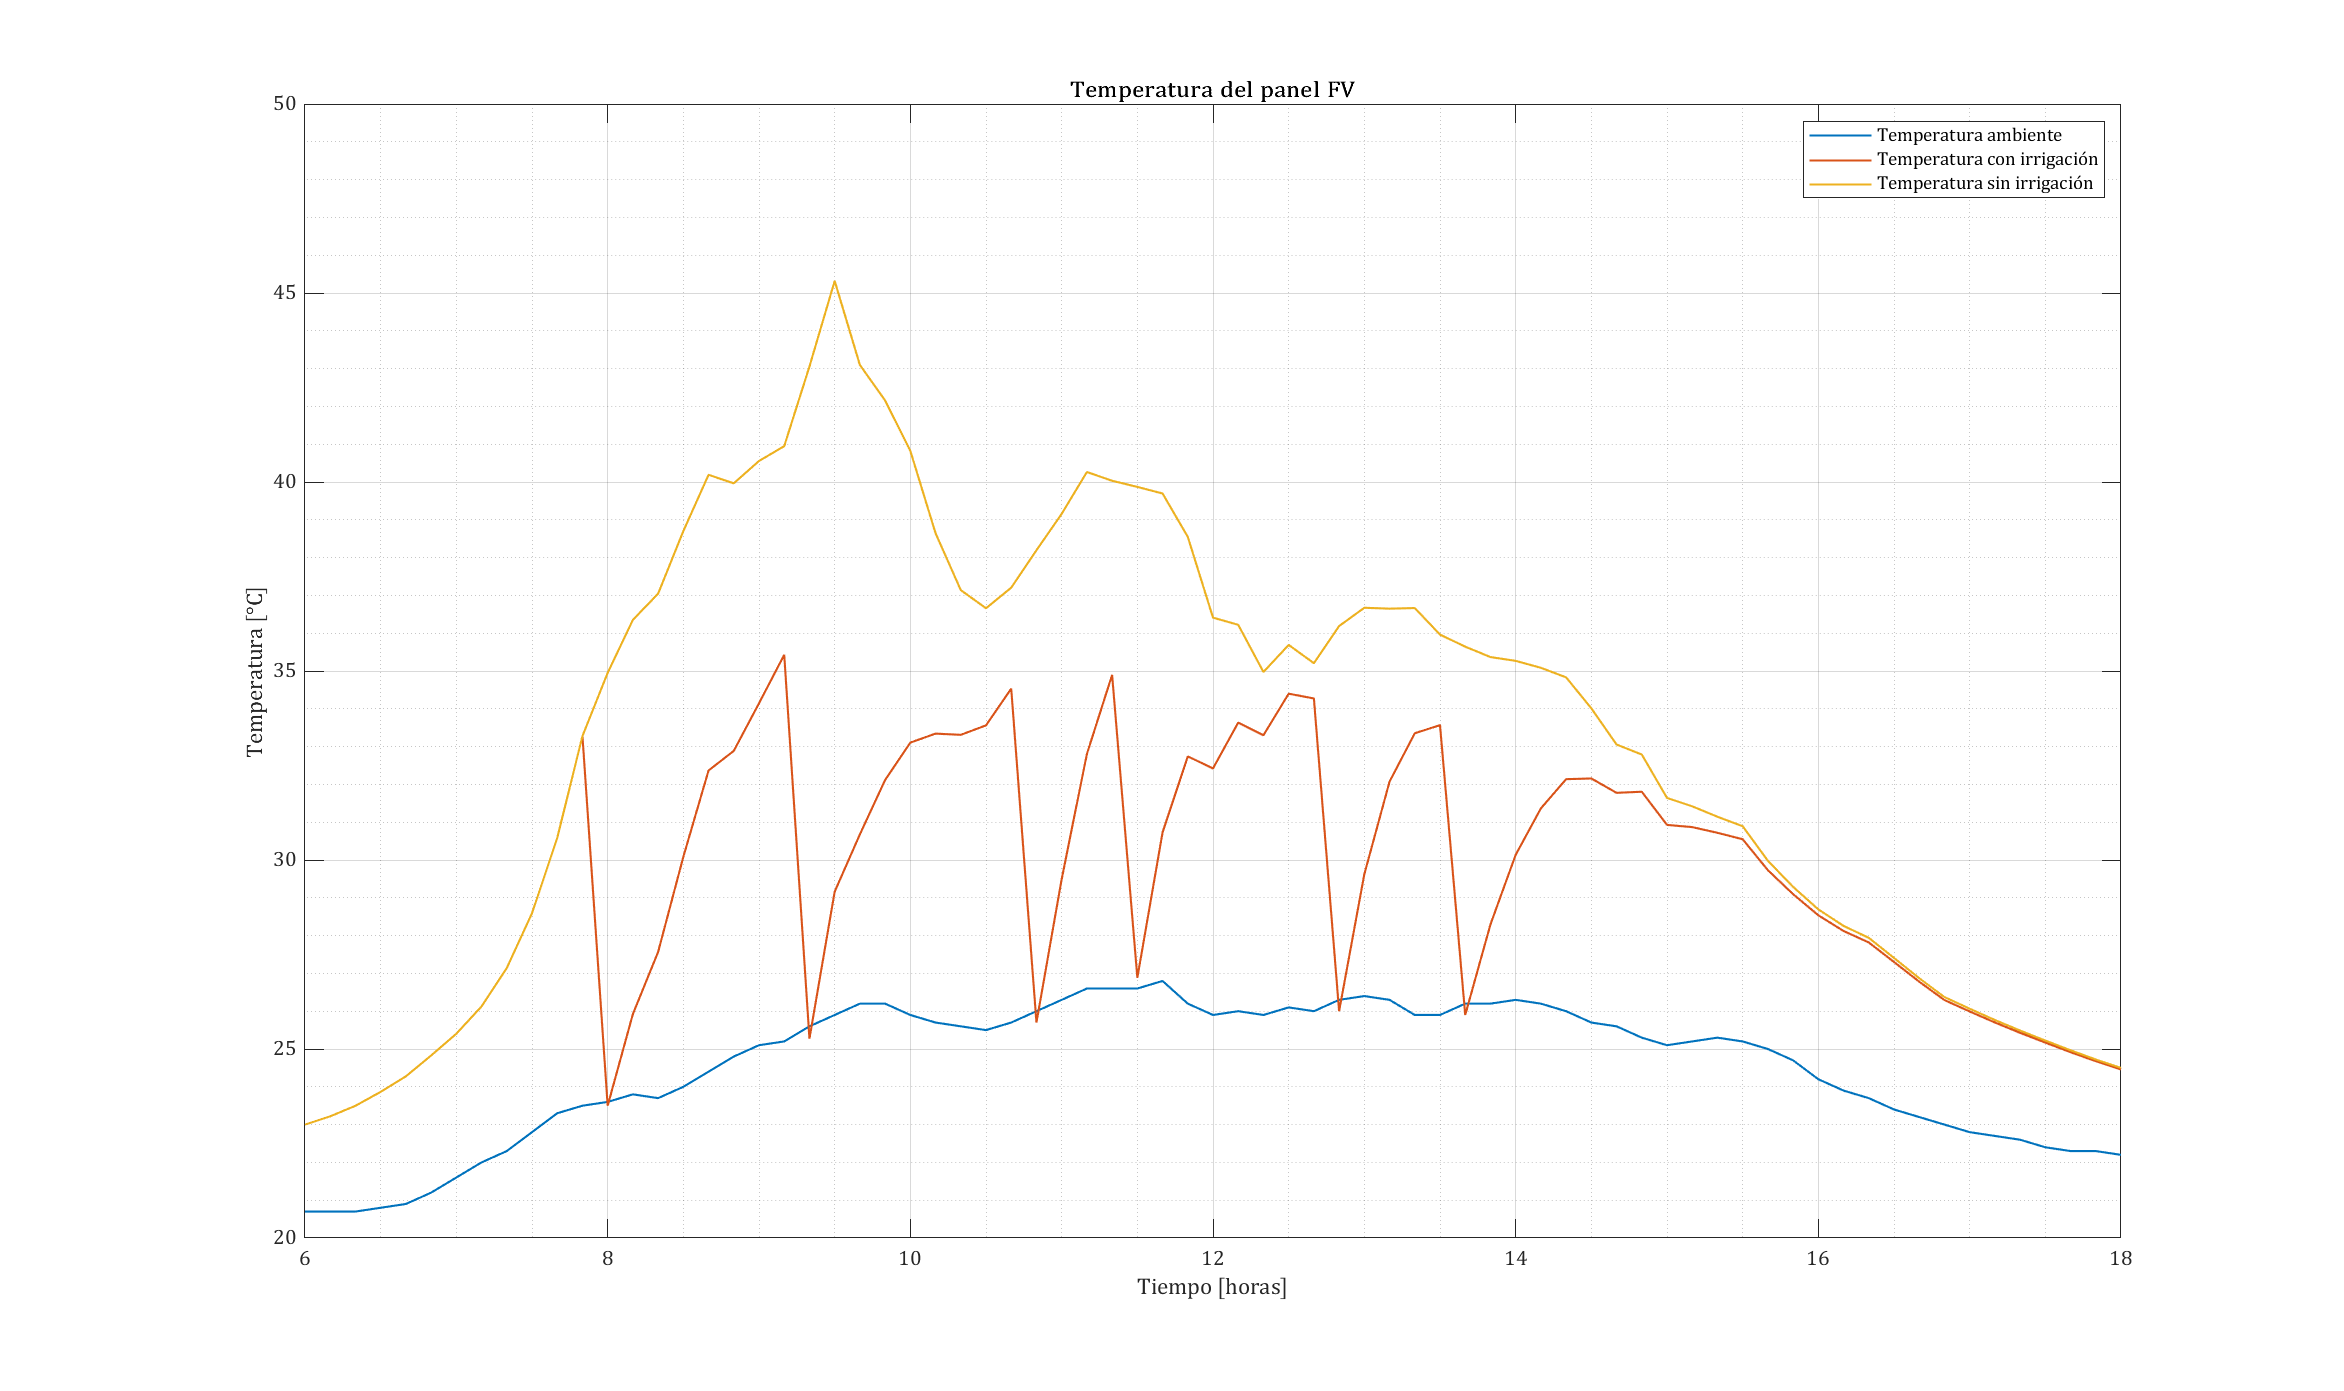 Temperatura del panel FV
Temperatura ambiente
Temperatura con irrigación
Temperatura sin irrigación
50
45
40
35
30
25
20
Temperatura [°C]
6 8 10 12 14 16 18
Tiempo [horas]